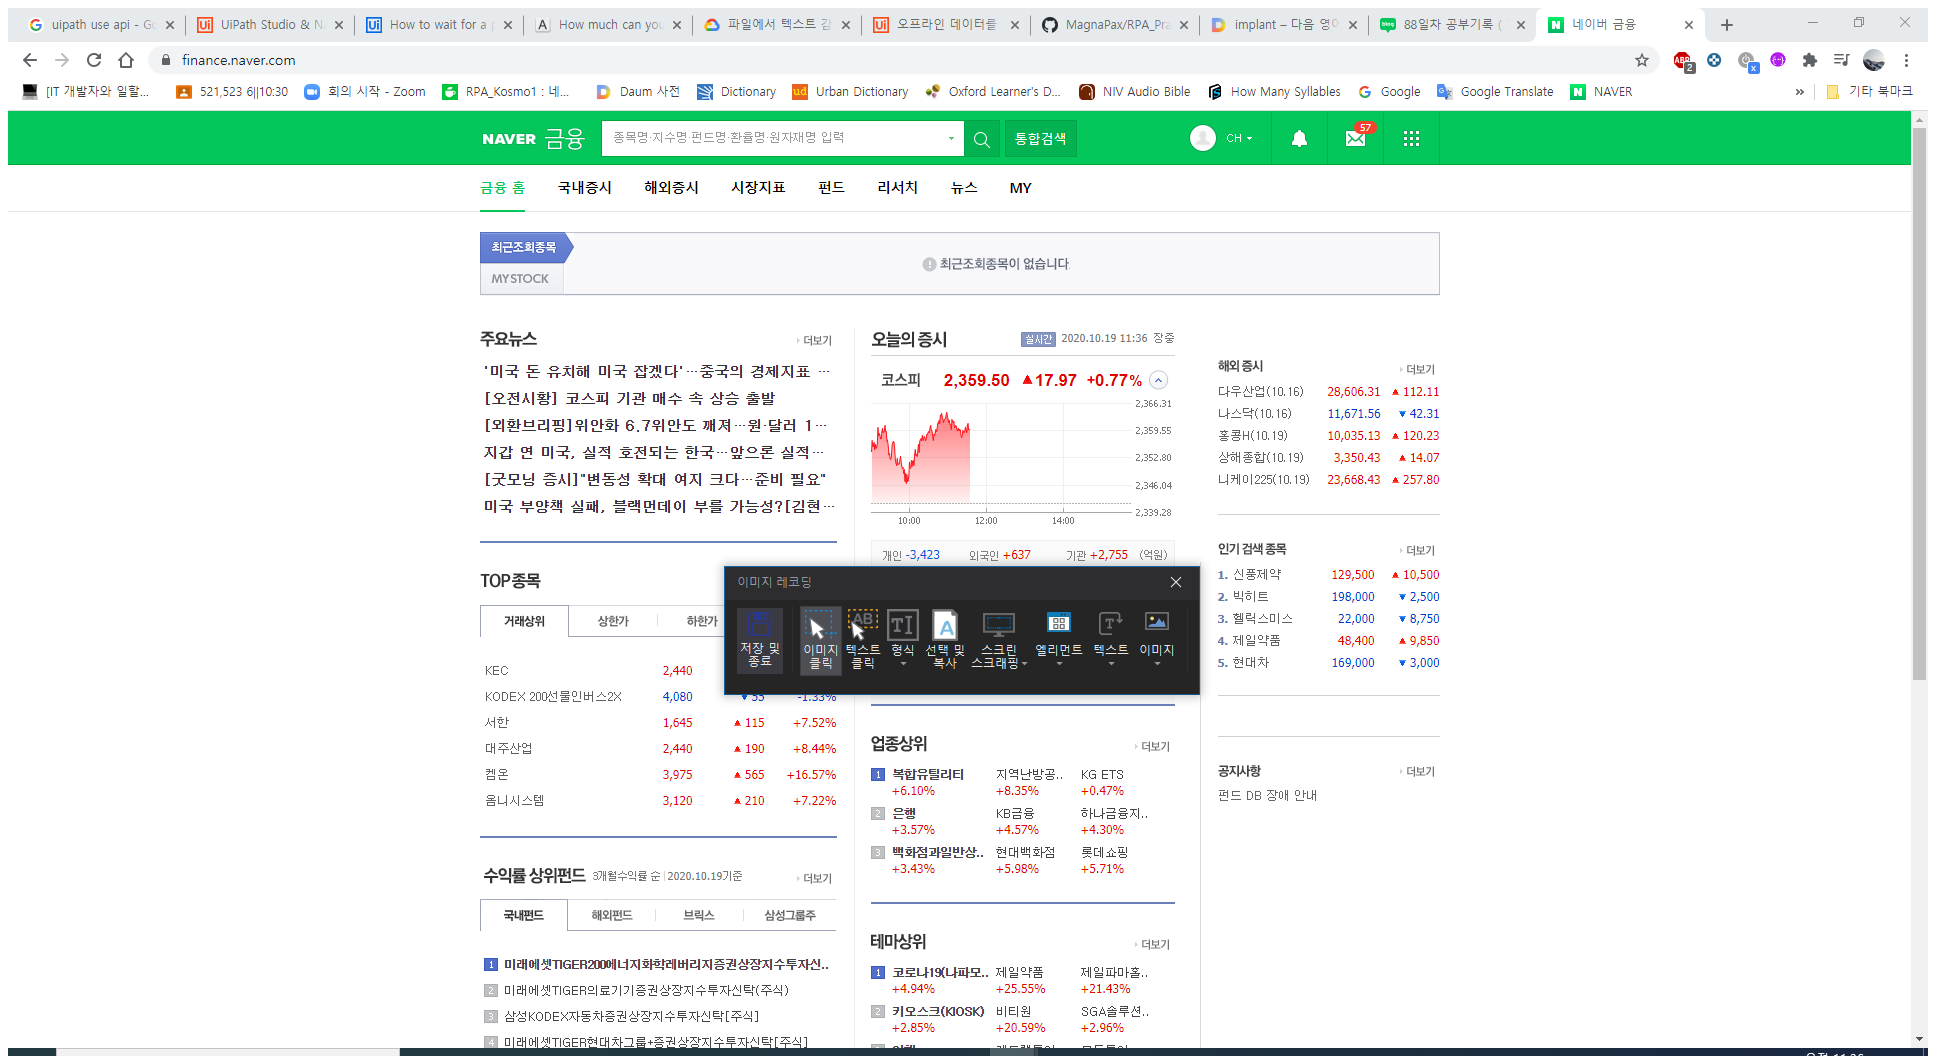 uipath use api - Go
UiPath Studio & N
How to wait for a p
How much can you
파일에서 텍스트 감
오프라인 데이터를
MagnaPax/RPA_Pra
implant – 다음 영어
88일차 공부기록 (
네이버 금융
finance.naver.com
[IT 개발자와 일할...
521,523 6||10:30
회의 시작 - Zoom
RPA_Kosmo1 : 네...
Daum 사전
Dictionary
Urban Dictionary
Oxford Learner's D...
NIV Audio Bible
How Many Syllables
Google
Google Translate
NAVER
»
기타 북마크
NAVER 금융
종목명·지수명·펀드명·환율명·원자재명 입력
통합검색
CH
57
금융 홈 국내증시 해외증시 시장지표 펀드 리서치 뉴스 MY
최근조회종목
MYSTOCK
최근조회종목이 없습니다
주요뉴스 더보기
'미국 돈 유치해 미국 잡겠다'…중국의 경제지표 …
[오전시황] 코스피 기관 매수 속 상승 출발
[외환브리핑]위안화 6.7위안도 깨져…원·달러 1…
지갑 연 미국, 실적 호전되는 한국…앞으론 실적…
[굿모닝 증시]"변동성 확대 여지 크다…준비 필요"
미국 부양책 실패, 블랙먼데이 부를 가능성?[김현…
TOP 종목
거래상위 상한가 하한가
KEC 2,440
KODEX 200선물인버스2X 4,080 ▼ 55 -1.33%
서한 1,645 ▲ 115 +7.52%
대주산업 2,440 ▲ 190 +8.44%
켐온 3,975 ▲ 565 +16.57%
옴니시스템 3,120 ▲ 210 +7.22%
수익률 상위펀드 3개월수익률 순 | 2020.10.19기준 더보기
국내펀드 해외펀드 브릭스 삼성그룹주
1 미래에셋TIGER200에너지화학레버리지증권상장지수투자신..
2 미래에셋TIGER의료기기증권상장지수투자신탁(주식)
3 삼성KODEX자동차증권상장지수투자신탁[주식]
4 미래에셋TIGER현대차그룹+증권상장지수투자신탁[주식]
오늘의 증시 실시간 2020.10.19 11:36 장중
코스피 2,359.50 ▲17.97 +0.77%
2,366.31
2,359.55
2,352.80
2,346.04
2,339.28
10:00 12:00 14:00
개인 -3,423 외국인 +637 기관 +2,755 (억원)
이미지 레코딩
저장 및 종료
이미지 클릭
텍스트 클릭
형식
선택 및 복사
스크린 스크래핑
엘리먼트
텍스트
이미지
업종상위 더보기
1 복합유틸리티 지역난방공.. KG ETS
+6.10% +8.35% +0.47%
2 은행 KB금융 하나금융지..
+3.57% +4.57% +4.30%
3 백화점과일반상.. 현대백화점 롯데쇼핑
+3.43% +5.98% +5.71%
테마상위 더보기
1 코로나19(나파모.. 제일약품 제일파마홀..
+4.94% +25.55% +21.43%
2 키오스크(KIOSK) 비티원 SGA솔루션..
+2.85% +20.59% +2.96%
해외 증시 더보기
다우산업(10.16) 28,606.31 ▲ 112.11
나스닥(10.16) 11,671.56 ▼ 42.31
홍콩H(10.19) 10,035.13 ▲ 120.23
상해종합(10.19) 3,350.43 ▲ 14.07
니케이225(10.19) 23,668.43 ▲ 257.80
인기 검색 종목 더보기
1. 신풍제약 129,500 ▲ 10,500
2. 빅히트 198,000 ▼ 2,500
3. 헬릭스미스 22,000 ▼ 8,750
4. 제일약품 48,400 ▲ 9,850
5. 현대차 169,000 ▼ 3,000
공지사항 더보기
펀드 DB 장애 안내